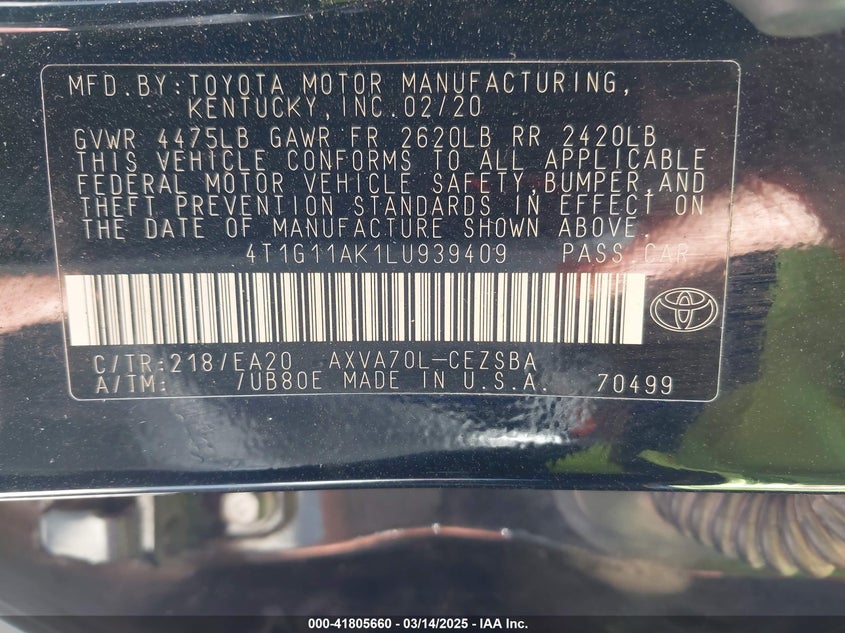 MFD.BY:TOYOTA MOTOR MANUFACTURING,
KENTUCKY,INC.02/20
GVWR 4475LB GAWR FR 2620LB RR 2420LB
THIS VEHICLE CONFORMS TO ALL APPLICABLE
FEDERAL MOTOR VEHICLE SAFETY,BUMPER,AND
THEFT PREVENTION STANDARDS IN EFFECT ON
THE DATE OF MANUFACTURE SHOWN ABOVE.
4T1G11AK1LU939409 PASS.CAR
C/TR:218/EA20 AXVA70L-CEZSBA
A/TM: /UB80E MADE IN U.S.A. 70499
000-41805660 - 03/14/2025 - IAA Inc.